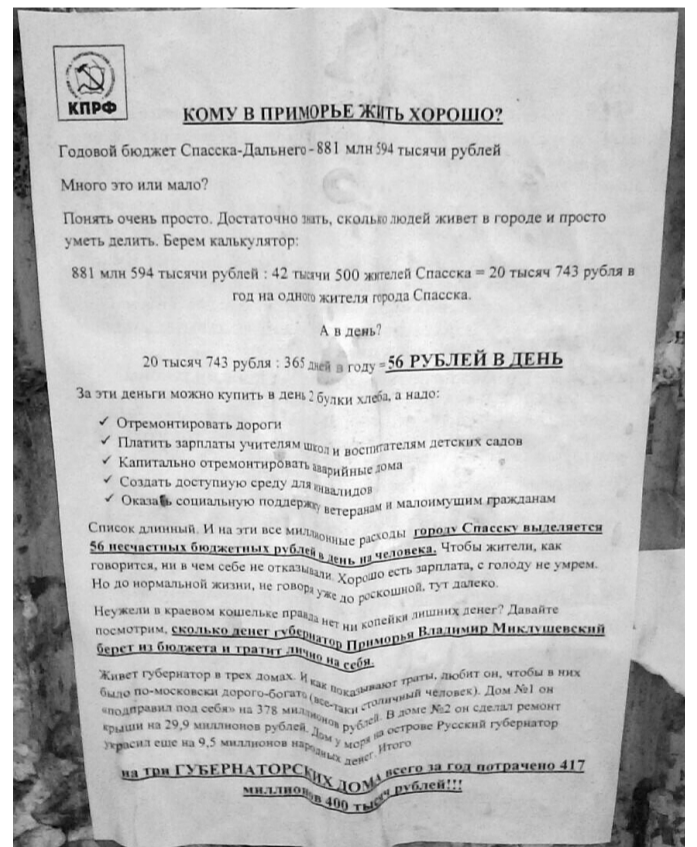 КПРФ
КОМУ В ПРИМОРЬЕ ЖИТЬ ХОРОШО?
Годовой бюджет Спасска-Дальнего - 881 млн 594 тысячи рублей
Много это или мало?
Понять очень просто. Достаточно знать, сколько людей живет в городе и просто
уметь делить. Берем калькулятор:
881 млн 594 тысячи рублей : 42 тысячи 500 жителей Спасска = 20 тысяч 743 рубля в
год на одного жителя города Спасска.
А в день?
20 тысяч 743 рубля : 365 дней в году = 56 РУБЛЕЙ В ДЕНЬ
За эти деньги можно купить в день 2 булки хлеба, а надо:
✓ Отремонтировать дороги
✓ Платить зарплаты учителям школ и воспитателям детских садов
✓ Капитально отремонтировать аварийные дома
✓ Создать доступную среду для инвалидов
✓ Оказать социальную поддержку ветеранам и малоимущим гражданам
Список длинный. И на эти все миллионные расходы городу Спасску выделяется
56 несчастных бюджетных рублей в день на человека. Чтобы жители, как
говорится, ни в чем себе не отказывали. Хорошо есть зарплата, с голоду не умрем.
Но до нормальной жизни, не говоря уже до роскошной, тут далеко.
Неужели в краевом кошельке правда нет ни копейки лишних денег? Давайте
посмотрим, сколько денег губернатор Приморья Владимир Миклушевский
берет из бюджета и тратит лично на себя.
Живет губернатор в трех домах. И как показывают траты, любит он, чтобы в них
было по-московски дорого-богато (все-таки столичный человек). Дом №1 он
«подправил под себя» на 378 миллионов рублей. В доме №2 он сделал ремонт
крыши на 29,9 миллионов рублей. Дом у моря на острове Русский губернатор
украсил еще на 9,5 миллионов народных денег. Итого
на три ГУБЕРНАТОРСКИХ ДОМА всего за год потрачено 417
миллионов 400 тысяч рублей!!!